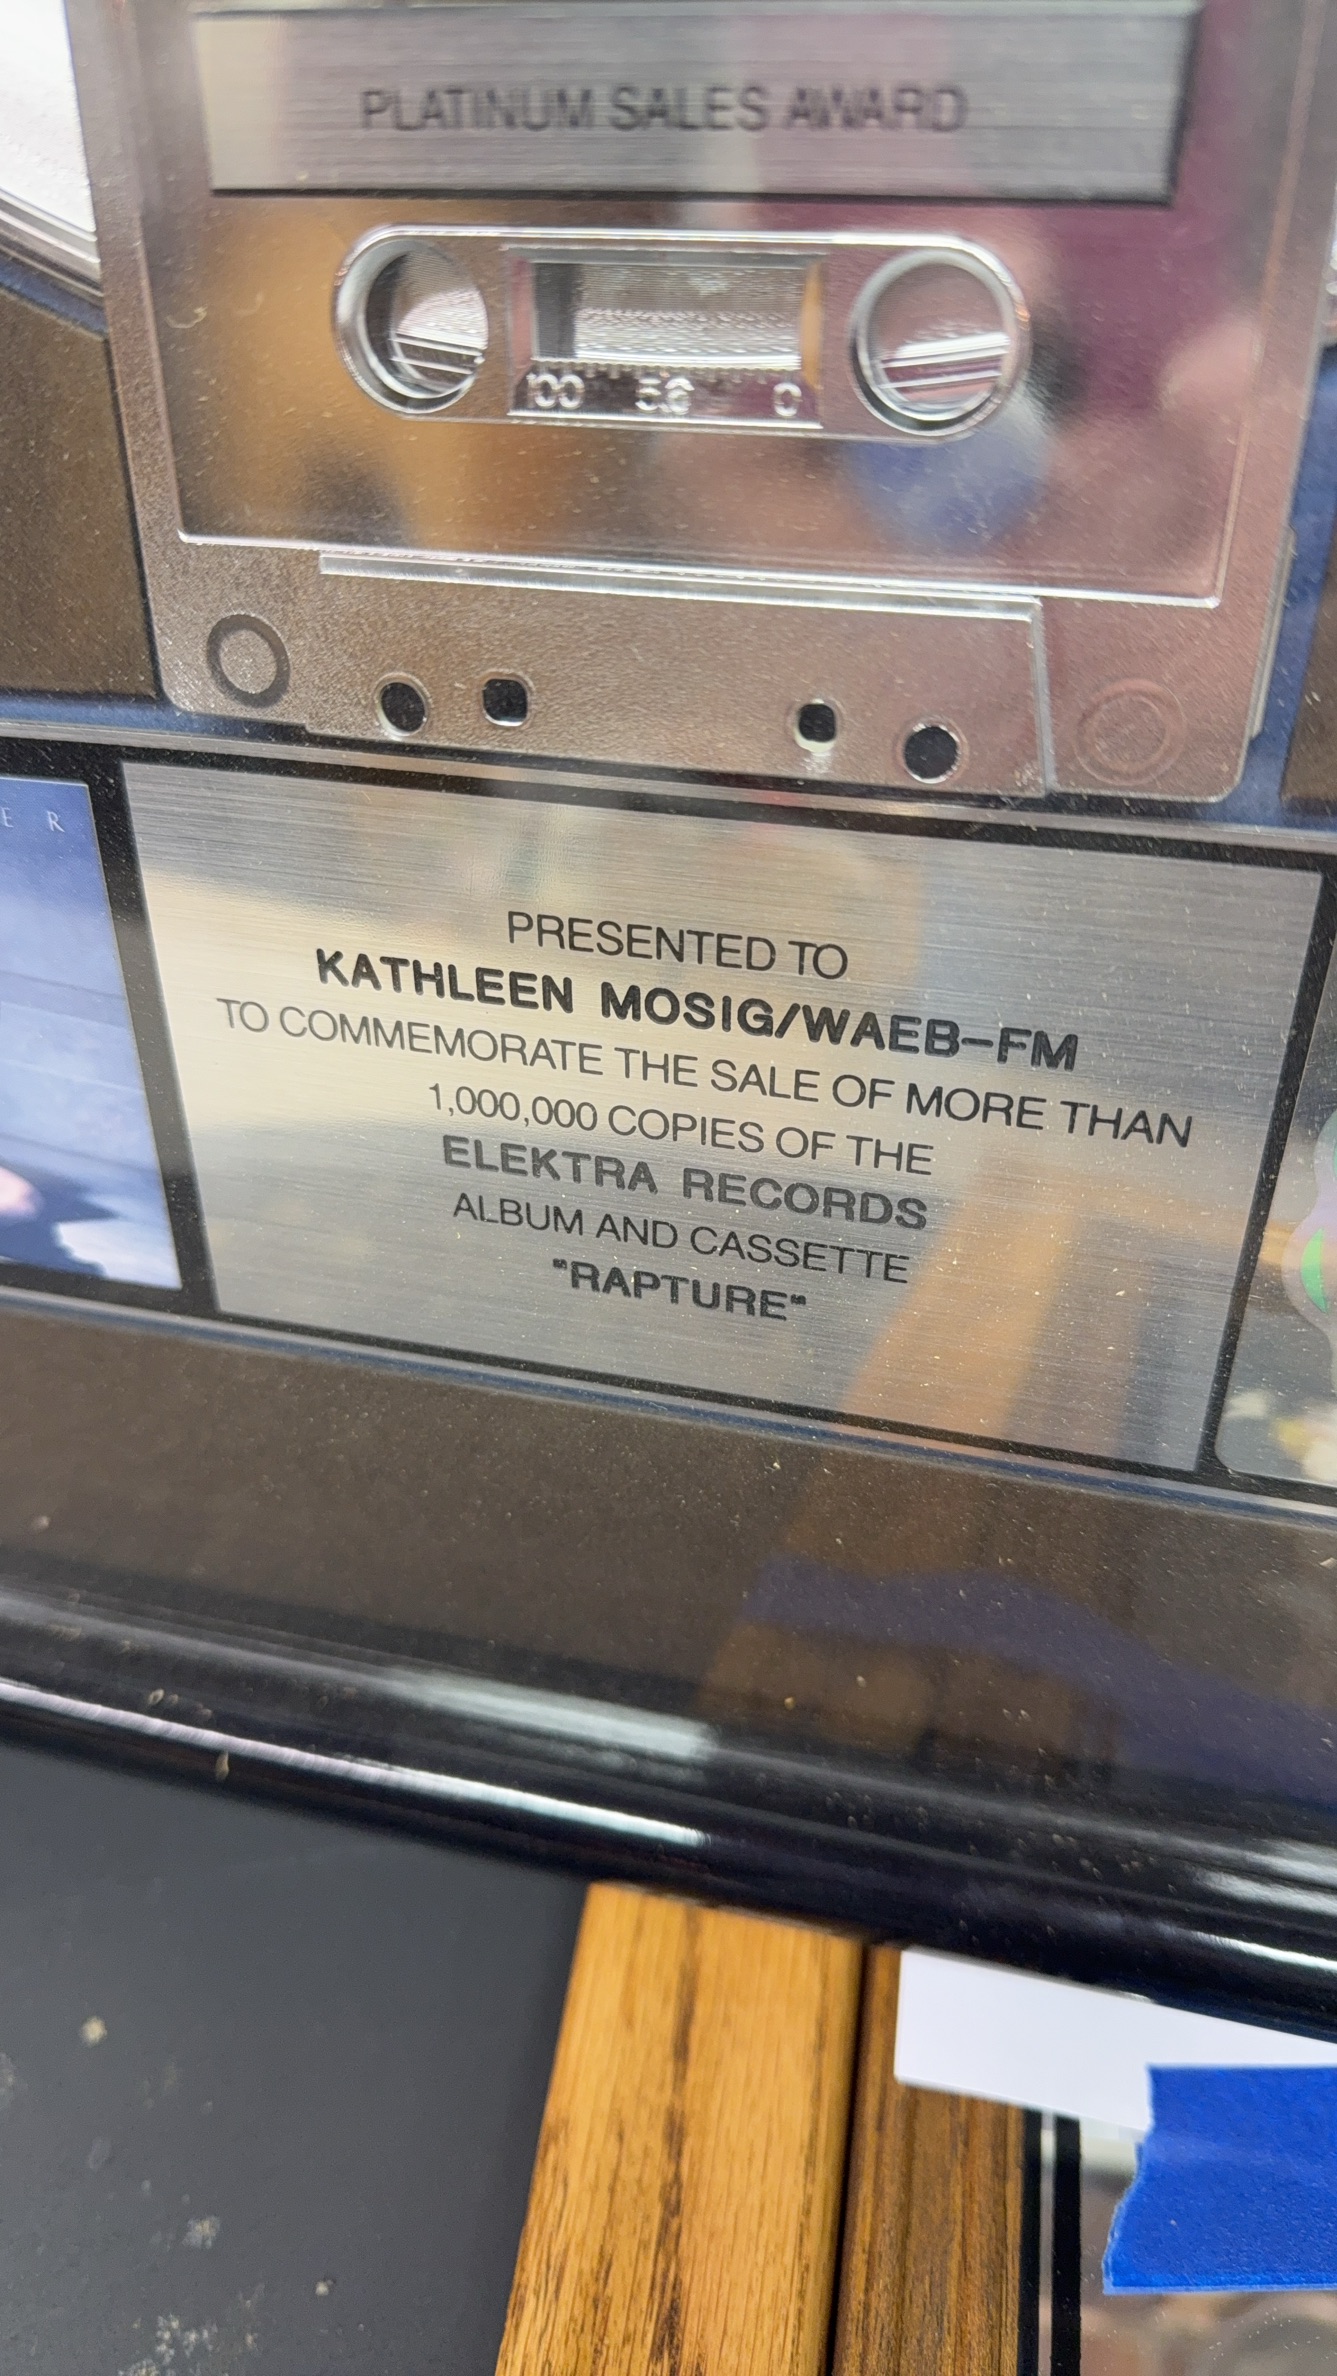 PLATINUM SALES AWARD
100 50 0
E R
PRESENTED TO
KATHLEEN MOSIG/WAEB-FM
TO COMMEMORATE THE SALE OF MORE THAN
1,000,000 COPIES OF THE
ELEKTRA RECORDS
ALBUM AND CASSETTE
"RAPTURE"